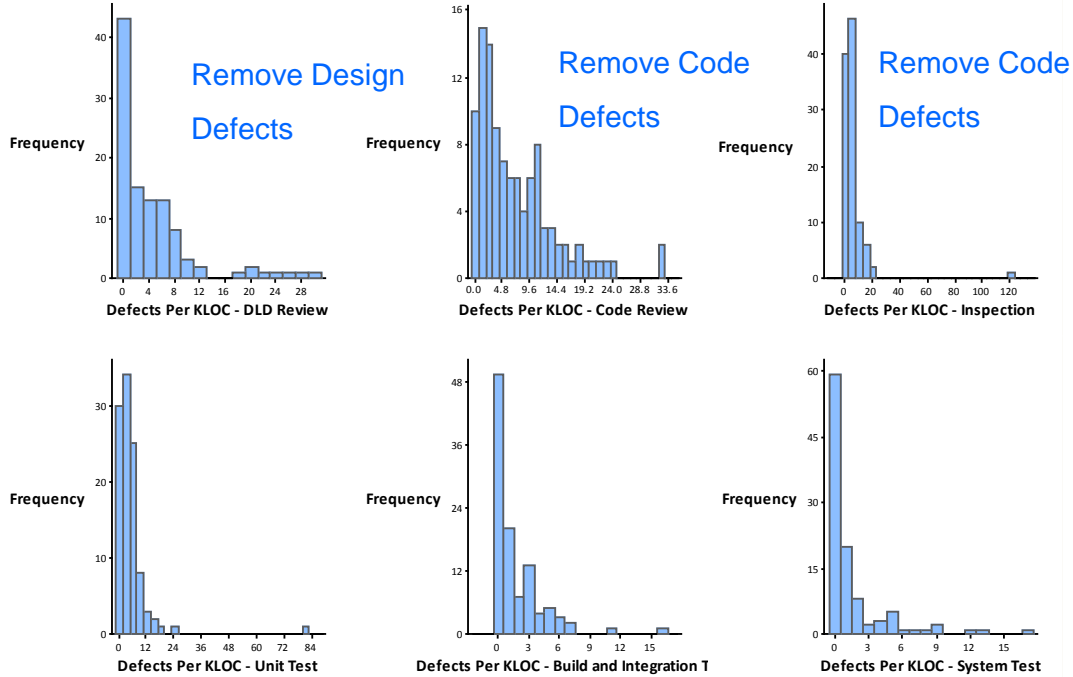 40
30
20
10
0
Frequency
Remove Design
Defects
0 4 8 12 16 20 24 28
Defects Per KLOC - DLD Review
16
12
8
4
0
Frequency
Remove Code
Defects
0.0 4.8 9.6 14.4 19.2 24.0 28.8 33.6
Defects Per KLOC - Code Review
40
30
20
10
0
Frequency
Remove Code
Defects
0 20 40 60 80 100 120
Defects Per KLOC - Inspection
30
20
10
0
Frequency
0 12 24 36 48 60 72 84
Defects Per KLOC - Unit Test
48
36
24
12
0
Frequency
0 3 6 9 12 15
Defects Per KLOC - Build and Integration T
60
45
30
15
0
Frequency
0 3 6 9 12 15
Defects Per KLOC - System Test